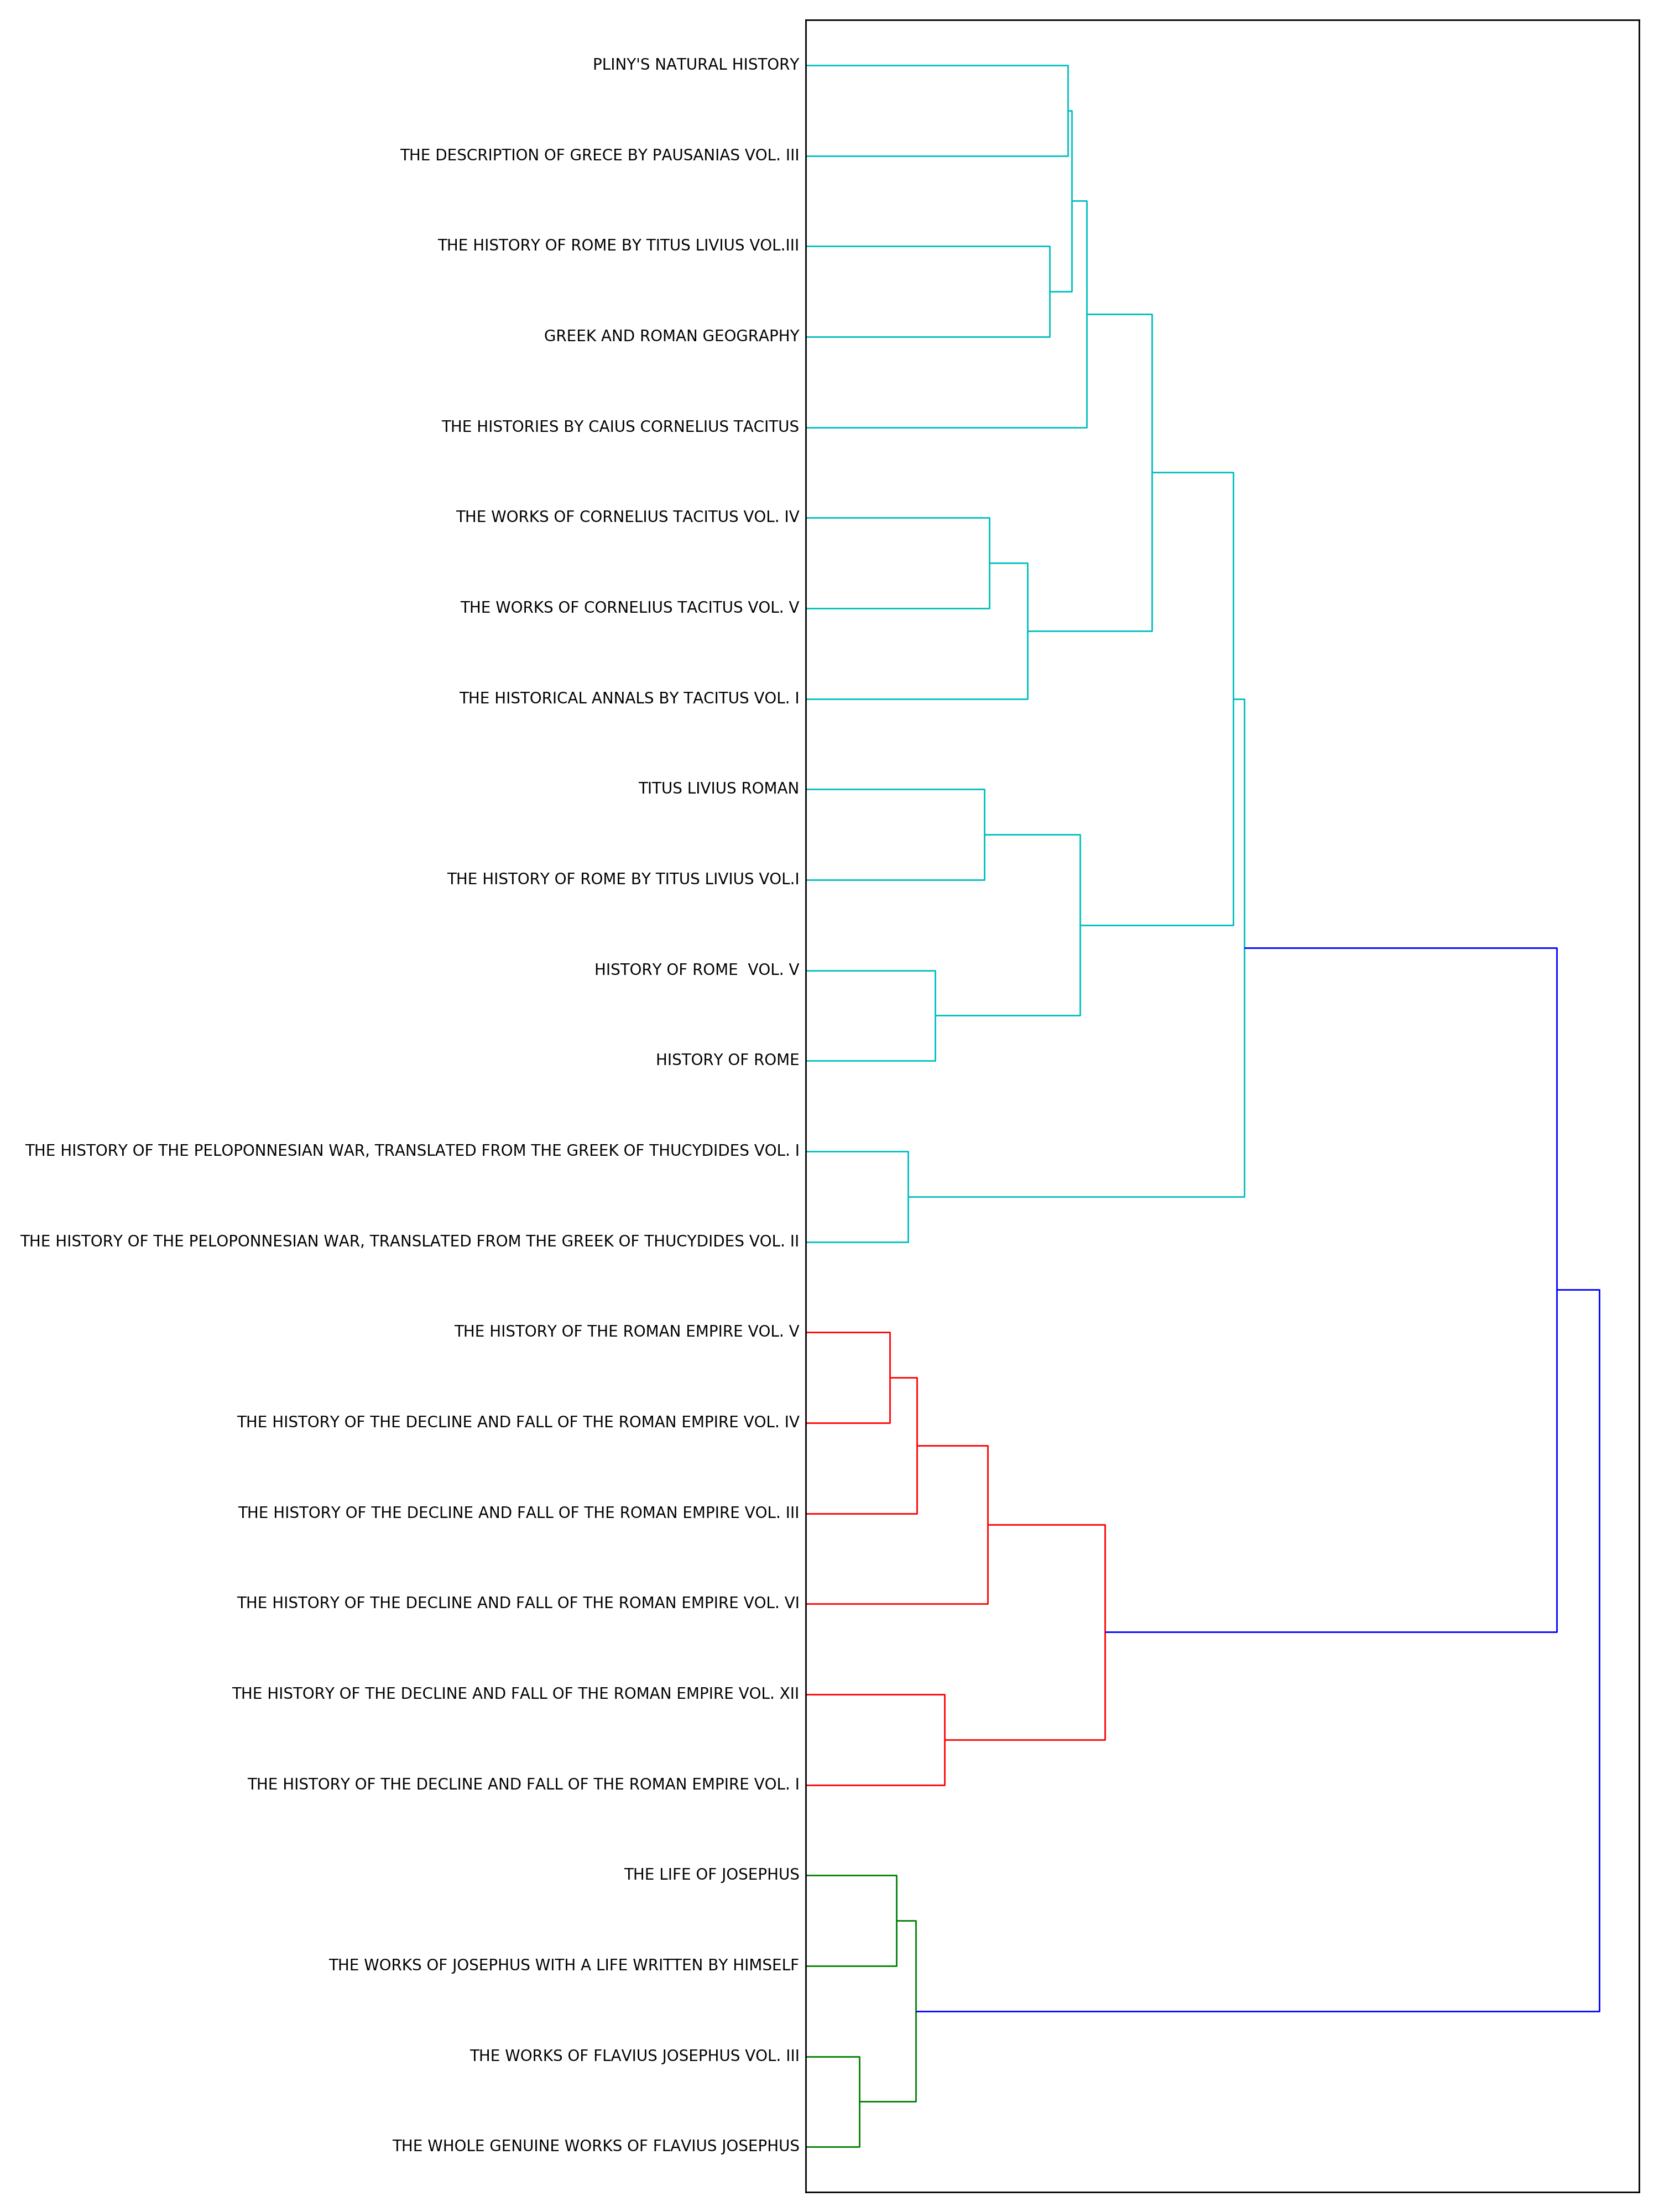 PLINY'S NATURAL HISTORY
THE DESCRIPTION OF GRECE BY PAUSANIAS VOL. III
THE HISTORY OF ROME BY TITUS LIVIUS VOL.III
GREEK AND ROMAN GEOGRAPHY
THE HISTORIES BY CAIUS CORNELIUS TACITUS
THE WORKS OF CORNELIUS TACITUS VOL. IV
THE WORKS OF CORNELIUS TACITUS VOL. V
THE HISTORICAL ANNALS BY TACITUS VOL. I
TITUS LIVIUS ROMAN
THE HISTORY OF ROME BY TITUS LIVIUS VOL.I
HISTORY OF ROME  VOL. V
HISTORY OF ROME
THE HISTORY OF THE PELOPONNESIAN WAR, TRANSLATED FROM THE GREEK OF THUCYDIDES VOL. I
THE HISTORY OF THE PELOPONNESIAN WAR, TRANSLATED FROM THE GREEK OF THUCYDIDES VOL. II
THE HISTORY OF THE ROMAN EMPIRE VOL. V
THE HISTORY OF THE DECLINE AND FALL OF THE ROMAN EMPIRE VOL. IV
THE HISTORY OF THE DECLINE AND FALL OF THE ROMAN EMPIRE VOL. III
THE HISTORY OF THE DECLINE AND FALL OF THE ROMAN EMPIRE VOL. VI
THE HISTORY OF THE DECLINE AND FALL OF THE ROMAN EMPIRE VOL. XII
THE HISTORY OF THE DECLINE AND FALL OF THE ROMAN EMPIRE VOL. I
THE LIFE OF JOSEPHUS
THE WORKS OF JOSEPHUS WITH A LIFE WRITTEN BY HIMSELF
THE WORKS OF FLAVIUS JOSEPHUS VOL. III
THE WHOLE GENUINE WORKS OF FLAVIUS JOSEPHUS